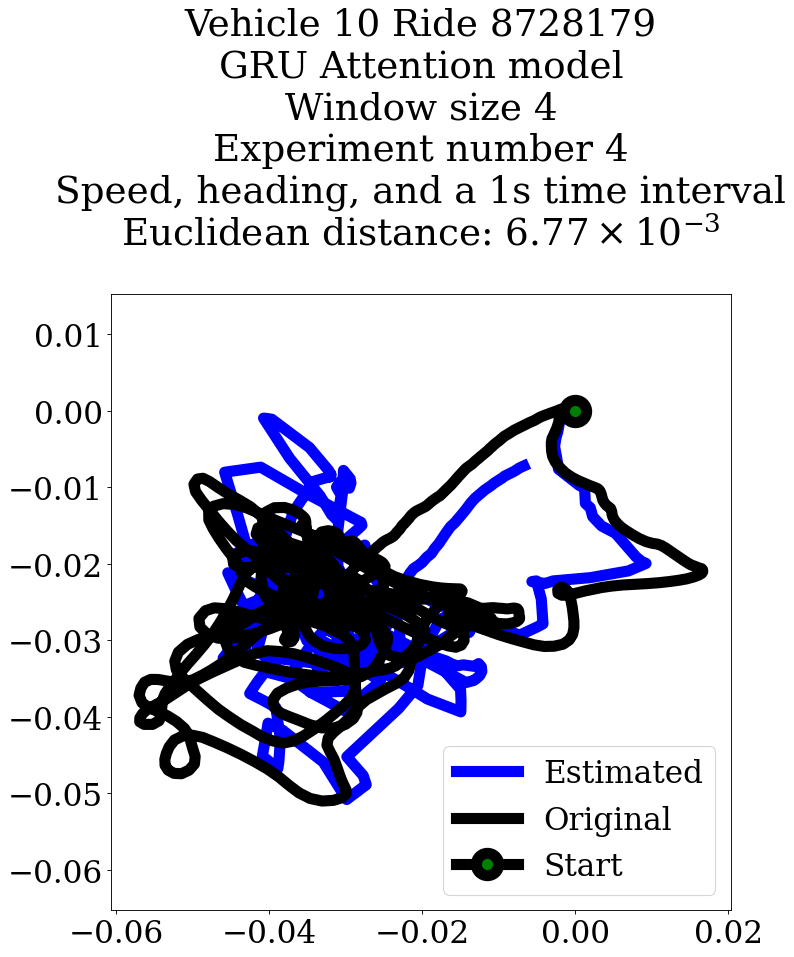 Vehicle 10 Ride 8728179
GRU Attention model
Window size 4
Experiment number 4
Speed, heading, and a 1s time interval
Euclidean distance: 6.77 × 10⁻³
0.01
0.00
−0.01
−0.02
−0.03
−0.04
−0.05
−0.06
Estimated
Original
Start
−0.06 −0.04 −0.02 0.00 0.02